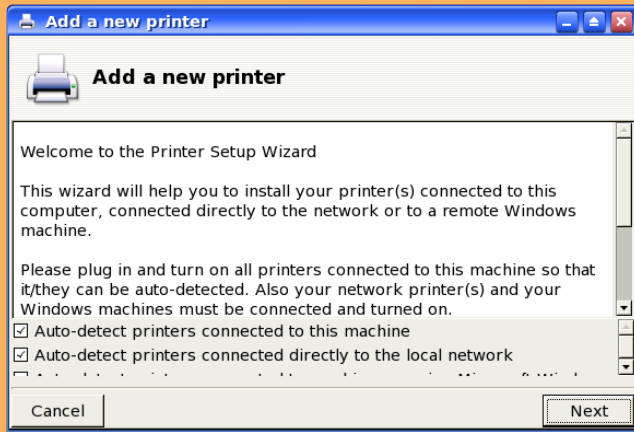 Add a new printer
Add a new printer
Welcome to the Printer Setup Wizard
This wizard will help you to install your printer(s) connected to this
computer, connected directly to the network or to a remote Windows
machine.
Please plug in and turn on all printers connected to this machine so that
it/they can be auto-detected. Also your network printer(s) and your
Windows machines must be connected and turned on.
Auto-detect printers connected to this machine
Auto-detect printers connected directly to the local network
Cancel
Next